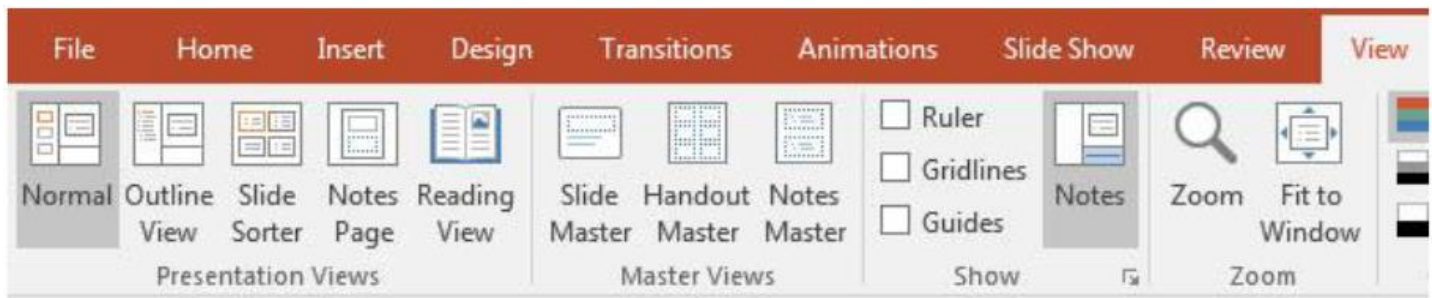 File Home Insert Design Transitions Animations Slide Show Review View
Normal Outline View Slide Sorter Notes Page Reading View Slide Master Handout Master Notes Master
Ruler
Gridlines
Guides
Notes Zoom Fit to Window
Presentation Views Master Views Show Zoom